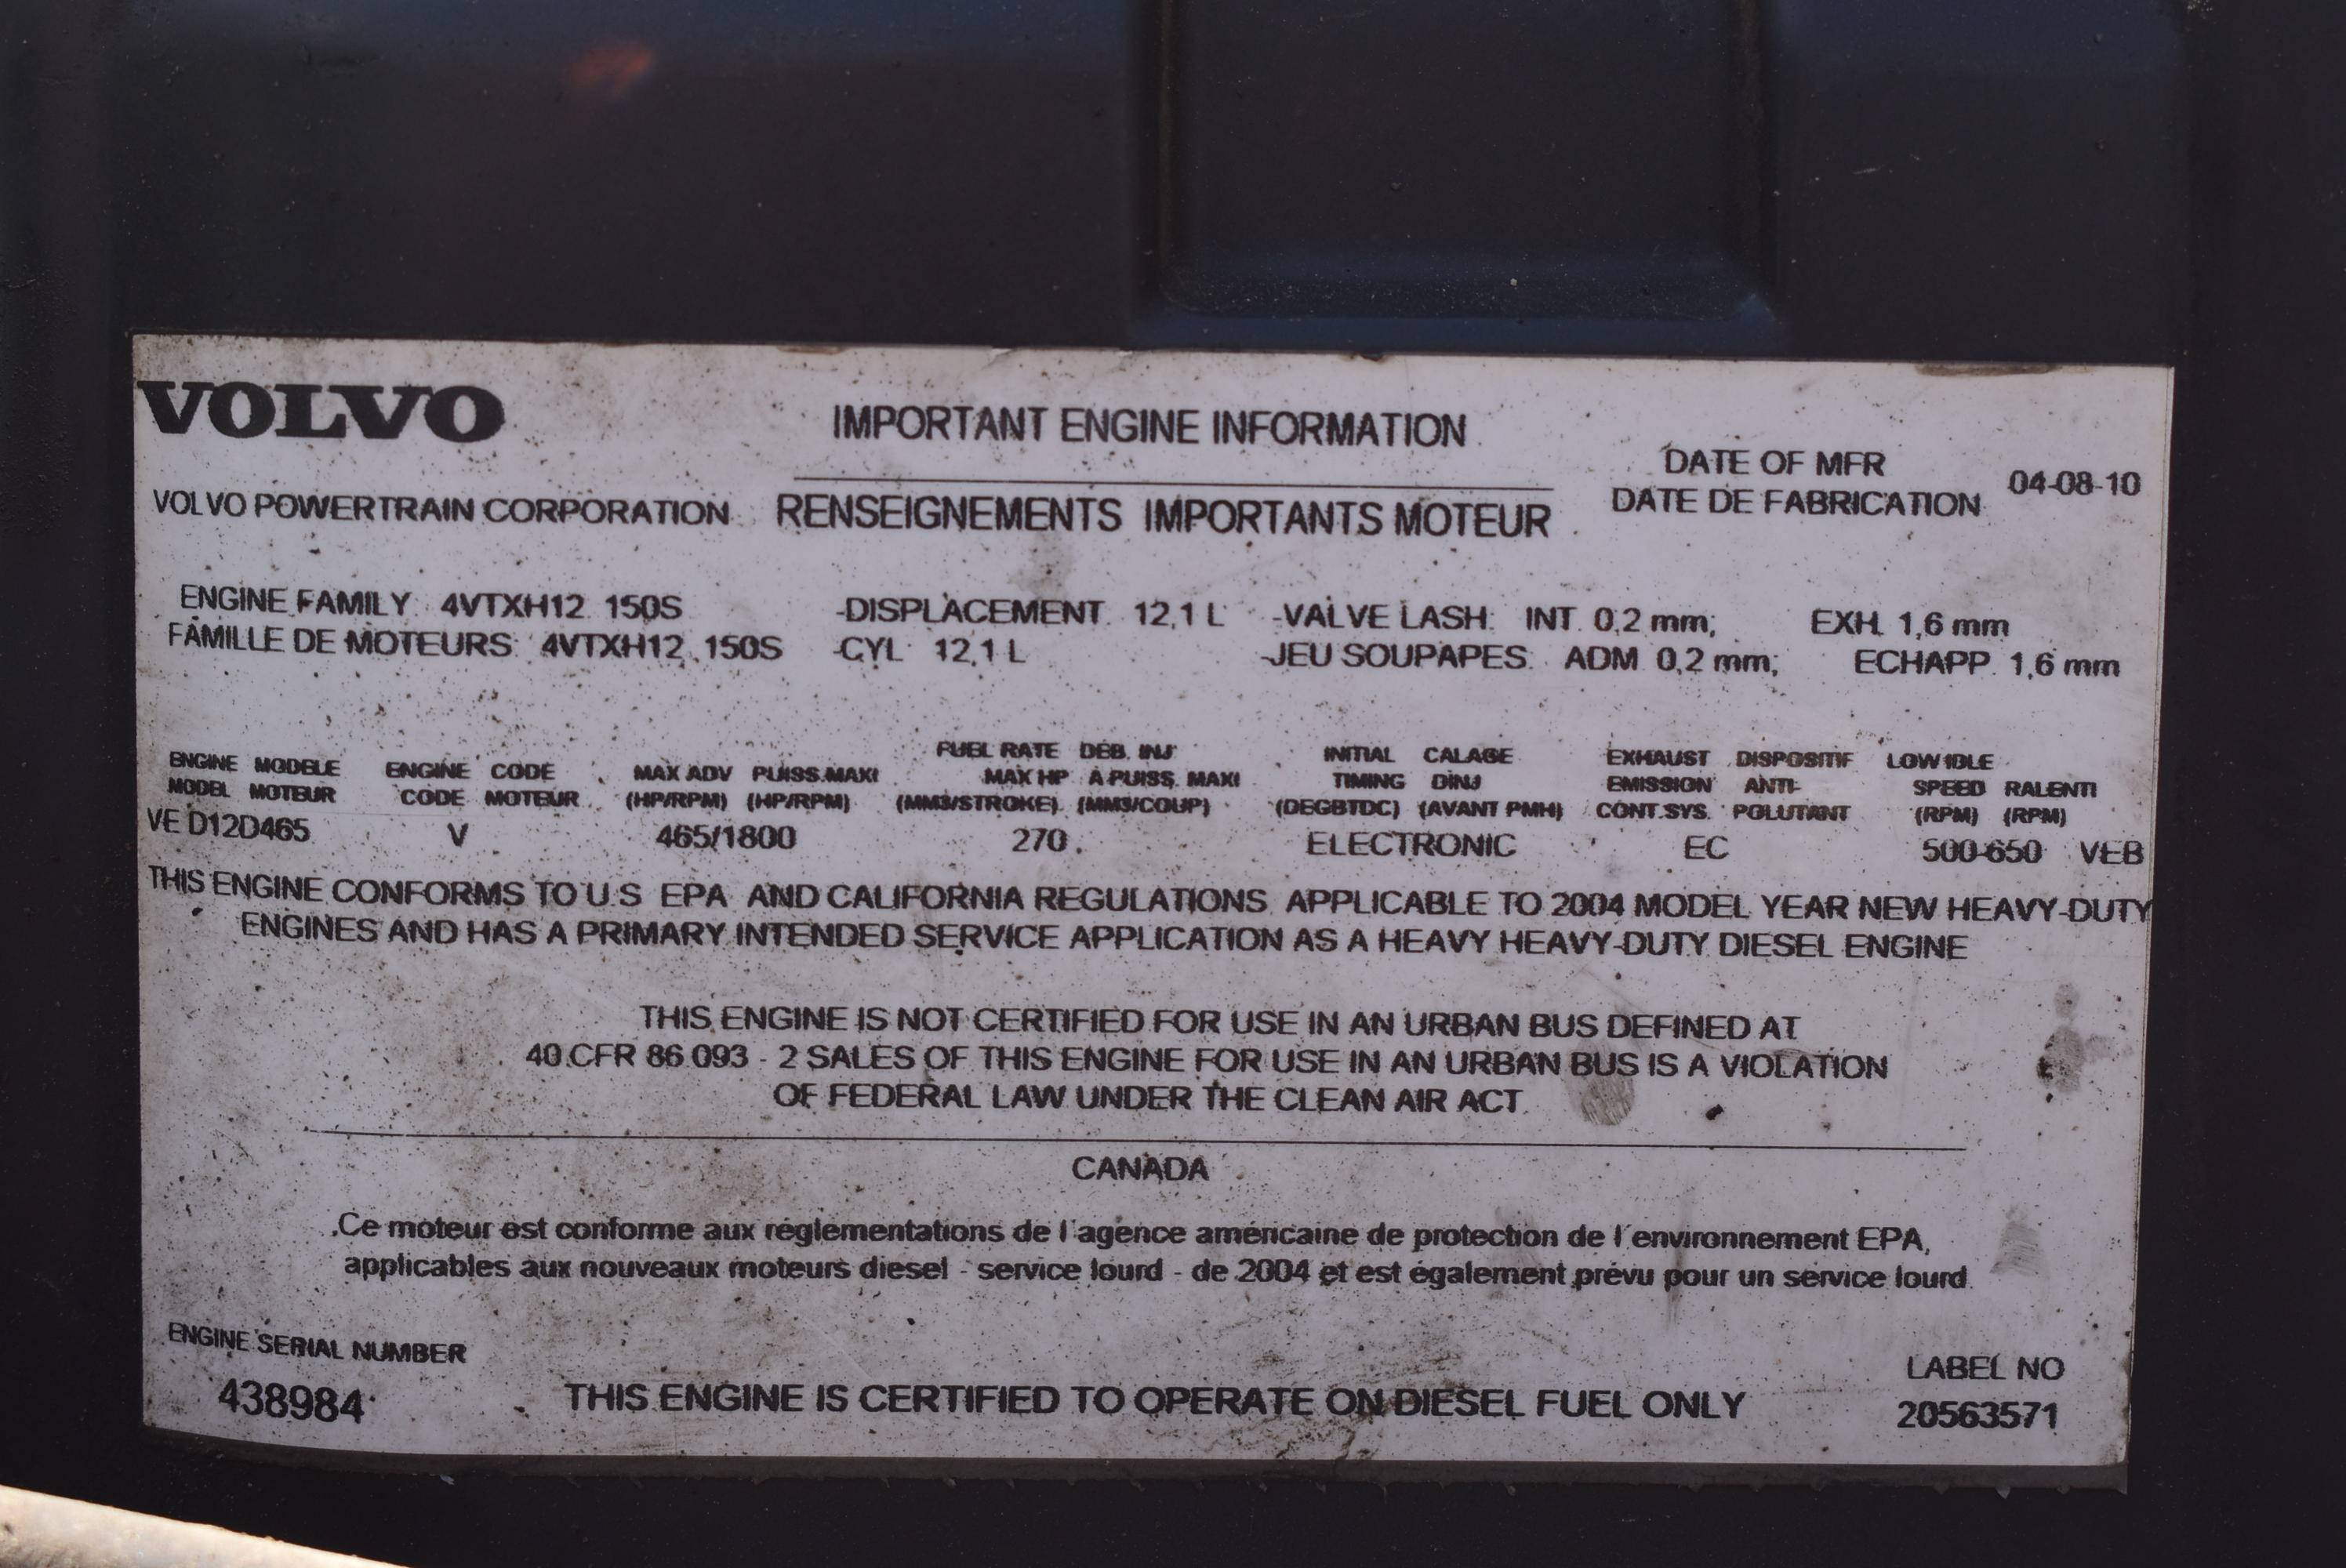 VOLVO
IMPORTANT ENGINE INFORMATION
DATE OF MFR
04-08-10
VOLVO POWERTRAIN CORPORATION
RENSEIGNEMENTS IMPORTANTS MOTEUR
DATE DE FABRICATION
ENGINE FAMILY: 4VTXH12.150S -DISPLACEMENT. 12,1 L -VALVE LASH: INT. 0,2 mm; EXH. 1,6 mm
FAMILLE DE MOTEURS: 4VTXH12.150S -CYL: 12,1 L -JEU SOUPAPES: ADM. 0,2 mm; ECHAPP. 1,6 mm
FUEL RATE DEB. INJ INITIAL CALAGE EXHAUST DISPOSITIF LOW IDLE
ENGINE MODELE ENGINE CODE MAX ADV PUISS.MAXI MAX HP A PUISS. MAXI TIMING DINJ EMISSION ANTI- SPEED RALENTI
MODEL MOTEUR CODE MOTEUR (HP/RPM) (HP/RPM) (MM3/STROKE) (MM3/COUP) (DEGBTDC) (AVANT PMH) CONT.SYS. POLUTANT (RPM) (RPM)
VE D12D465 V 465/1800 270 ELECTRONIC EC 500-650 VEB
THIS ENGINE CONFORMS TO U.S EPA AND CALIFORNIA REGULATIONS APPLICABLE TO 2004 MODEL YEAR NEW HEAVY-DUTY
ENGINES AND HAS A PRIMARY INTENDED SERVICE APPLICATION AS A HEAVY HEAVY-DUTY DIESEL ENGINE
THIS ENGINE IS NOT CERTIFIED FOR USE IN AN URBAN BUS DEFINED AT
40.CFR 86.093 - 2 SALES OF THIS ENGINE FOR USE IN AN URBAN BUS IS A VIOLATION
OF FEDERAL LAW UNDER THE CLEAN AIR ACT.
CANADA
Ce moteur est conforme aux réglementations de l'agence américaine de protection de l'environnement EPA,
applicables aux nouveaux moteurs diesel - service lourd - de 2004 et est également prévu pour un service lourd.
ENGINE SERIAL NUMBER
LABEL NO
438984
THIS ENGINE IS CERTIFIED TO OPERATE ON DIESEL FUEL ONLY
20563571